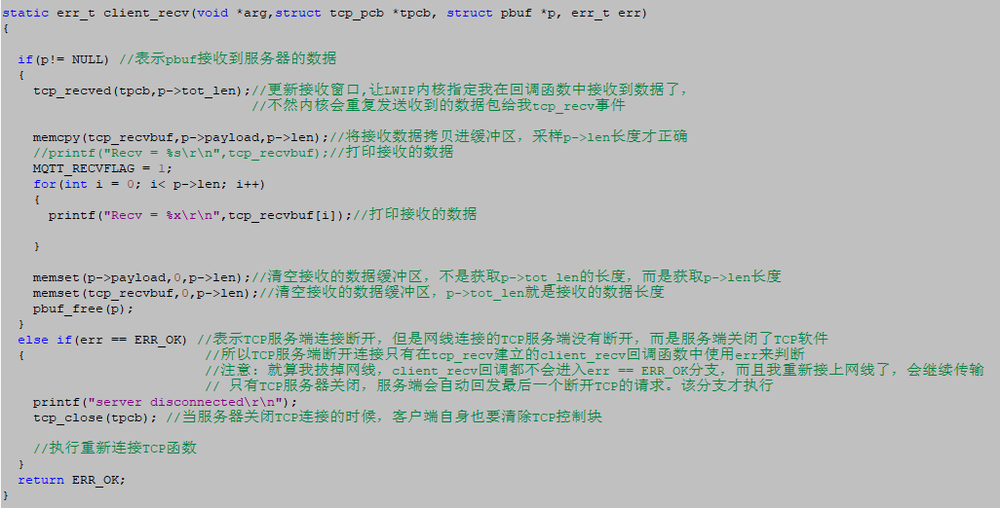 static err_t client_recv(void *arg,struct tcp_pcb *tpcb, struct pbuf *p, err_t err)
{
if(p!= NULL) //表示pbuf接收到服务器的数据
{
tcp_recved(tpcb,p->tot_len);//更新接收窗口,让LWIP内核指定我在回调函数中接收到数据了，
//不然内核会重复发送收到的数据包给我tcp_recv事件
memcpy(tcp_recvbuf,p->payload,p->len);//将接收数据拷贝进缓冲区，采样p->len长度才正确
//printf("Recv = %s\r\n",tcp_recvbuf);//打印接收的数据
MQTT_RECVFLAG = 1;
for(int i = 0; i< p->len; i++)
{
printf("Recv = %x\r\n",tcp_recvbuf[i]);//打印接收的数据
}
memset(p->payload,0,p->len);//清空接收的数据缓冲区，不是获取p->tot_len的长度，而是获取p->len长度
memset(tcp_recvbuf,0,p->len);//清空接收的数据缓冲区，p->tot_len就是接收的数据长度
pbuf_free(p);
}
else if(err == ERR_OK) //表示TCP服务端连接断开，但是网线连接的TCP服务端没有断开，而是服务端关闭了TCP软件
{ //所以TCP服务端断开连接只有在tcp_recv建立的client_recv回调函数中使用err来判断
//注意：就算我拔掉网线，client_recv回调都不会进入err == ERR_OK分支，而且我重新接上网线了，会继续传输
// 只有TCP服务器关闭，服务端会自动回发最后一个断开TCP的请求。该分支才执行
printf("server disconnected\r\n");
tcp_close(tpcb); //当服务器关闭TCP连接的时候，客户端自身也要清除TCP控制块
//执行重新连接TCP函数
}
return ERR_OK;
}